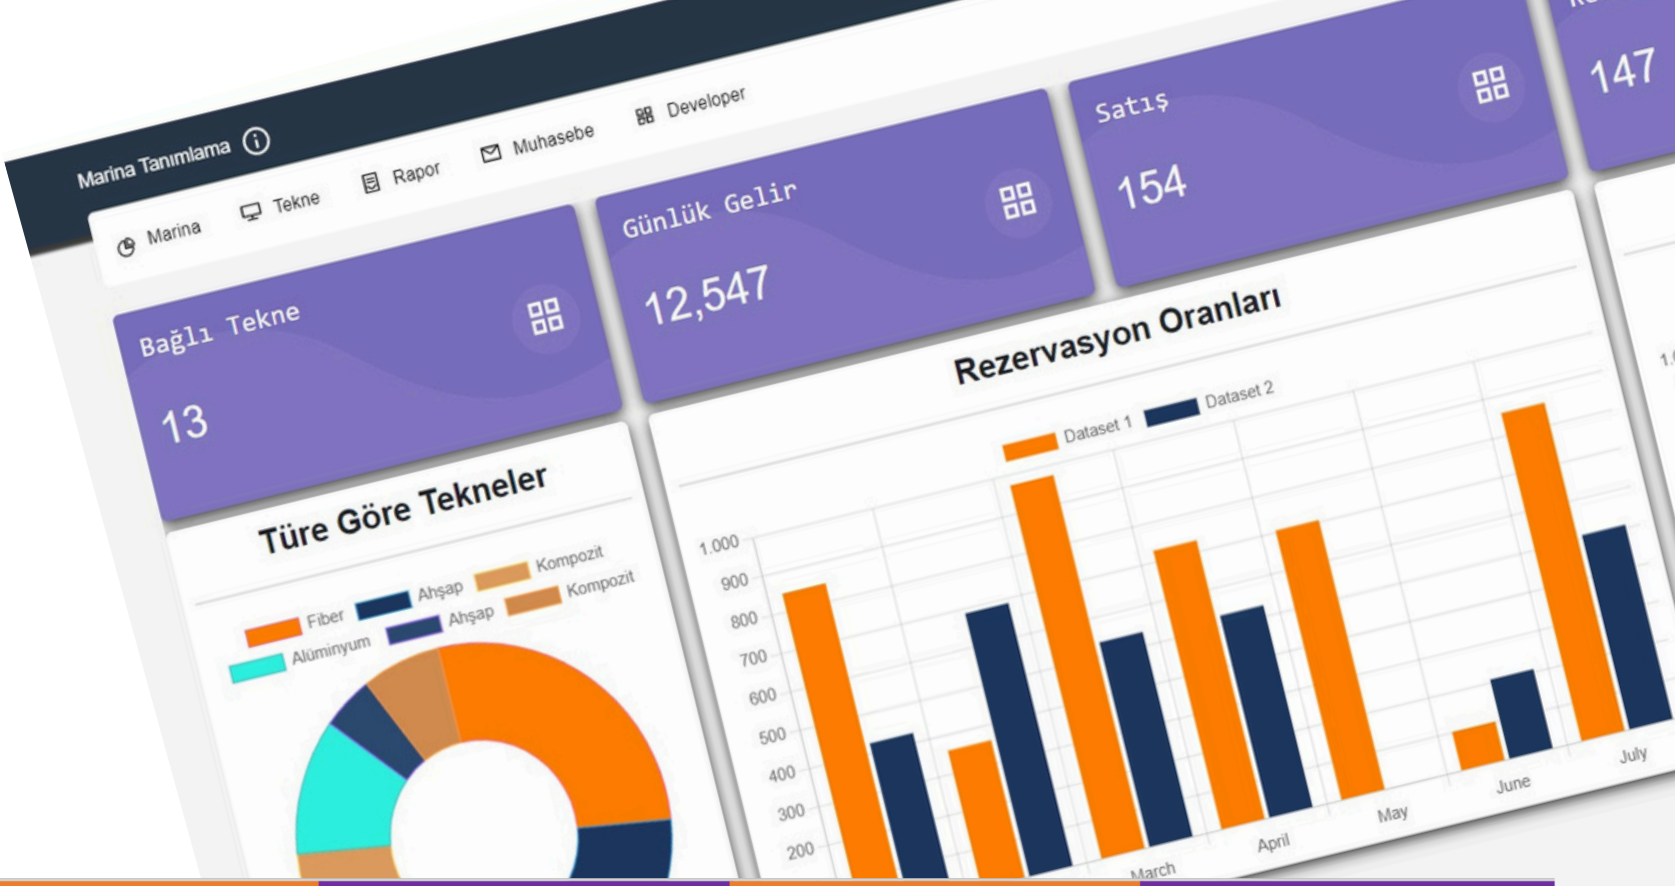 Marina Tanımlama
Marina
Tekne
Rapor
Muhasebe
Developer
Bağlı Tekne
13
Günlük Gelir
12,547
Satış
154
147
Türe Göre Tekneler
Fiber
Ahşap
Kompozit
Alüminyum
Ahşap
Kompozit
Rezervasyon Oranları
Dataset 1
Dataset 2
1.000
900
800
700
600
500
400
300
200
March
April
May
June
July